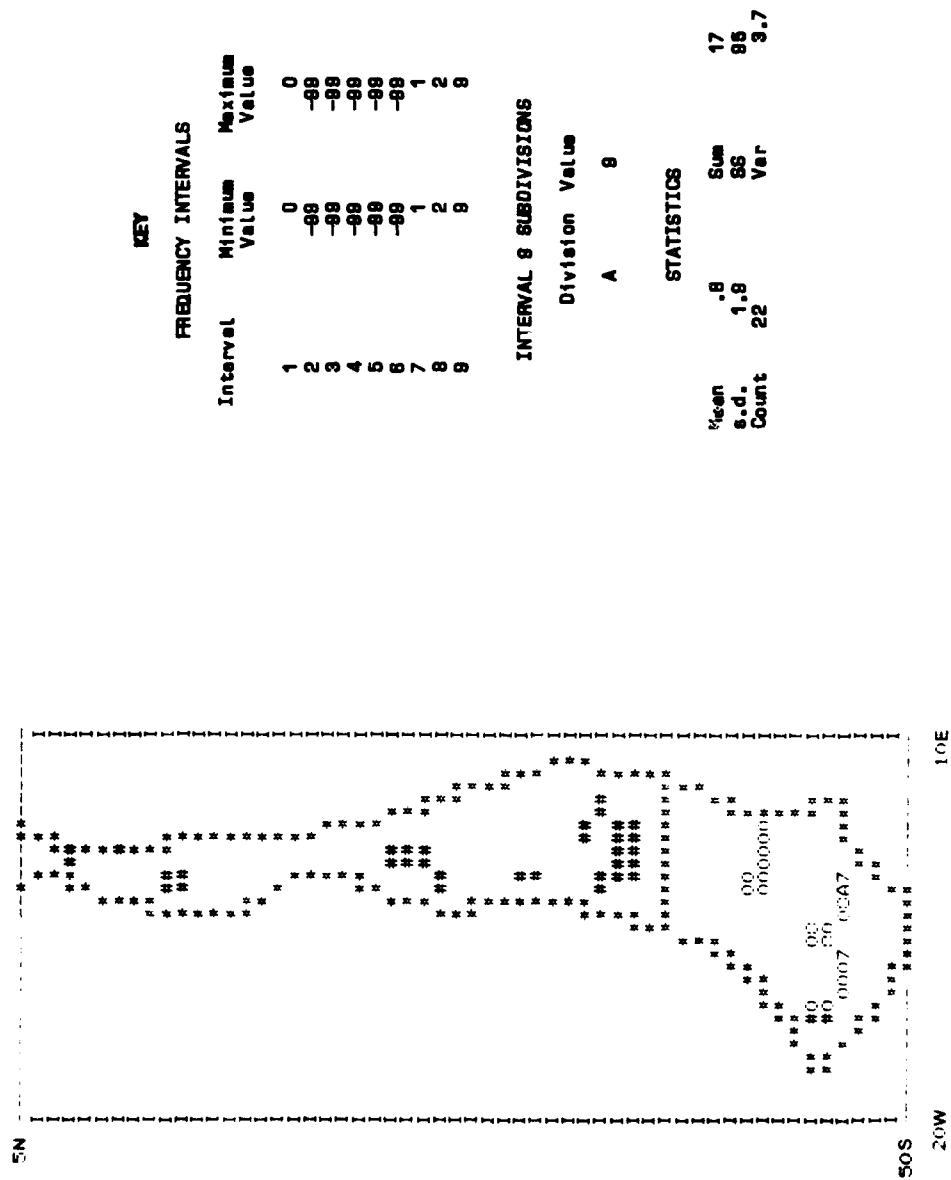 KEY
FREQUENCY INTERVALS
Interval Minimum Value Maximum Value
1 0 0
2 -99 -99
3 -99 -99
4 -99 -99
5 -99 -99
6 -99 -99
7 1 1
8 2 2
9 9 9
INTERVAL 9 SUBDIVISIONS
Division Value
A 9
STATISTICS
Mean .8 Sum 17
s.d. 1.9 SS 95
Count 22 Var 3.7
5N
00
0000000
0007
50S
20W 10E